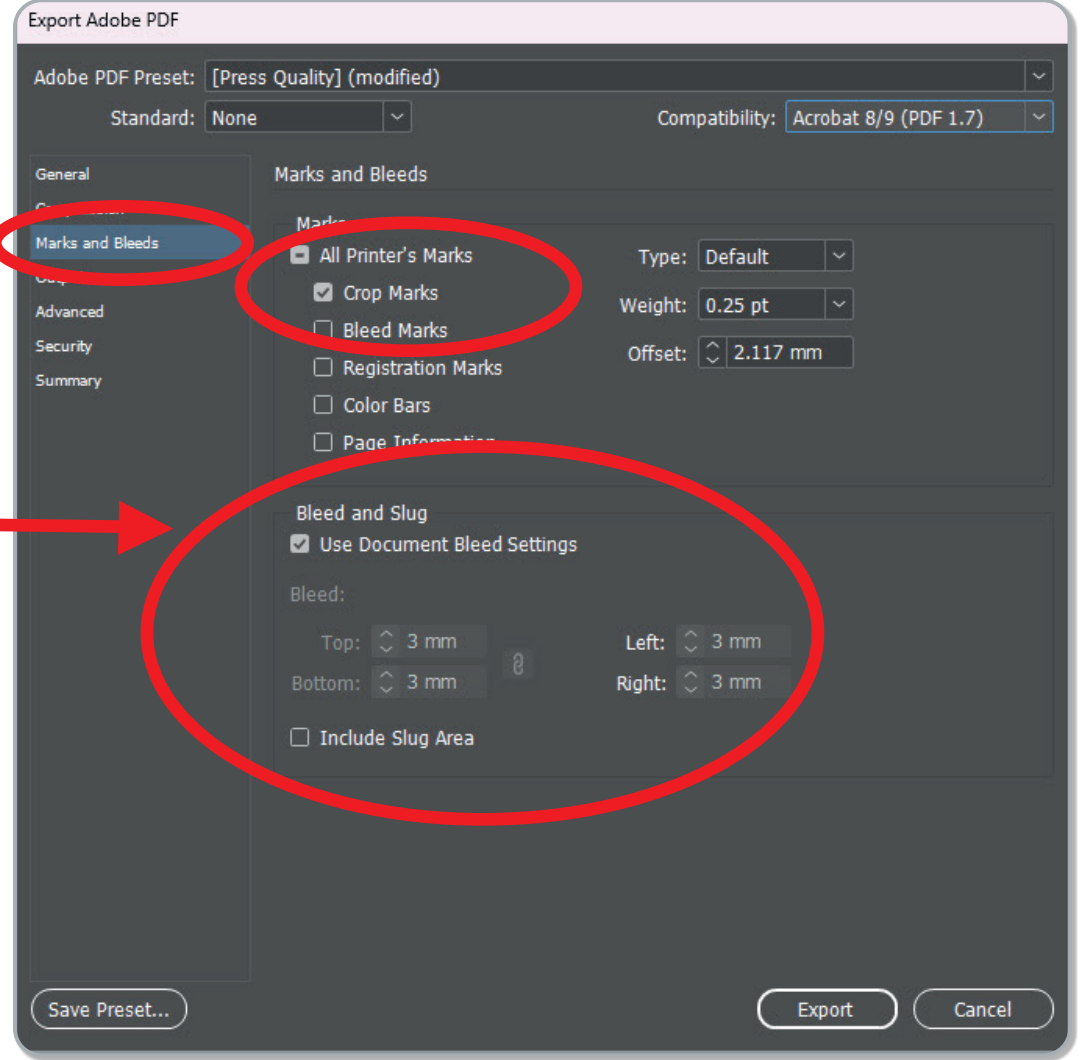 Export Adobe PDF
Adobe PDF Preset: [Press Quality] (modified)
Standard: None Compatibility: Acrobat 8/9 (PDF 1.7)
General
Marks and Bleeds
Advanced
Security
Summary
Marks and Bleeds
Marks
All Printer's Marks
Crop Marks
Bleed Marks
Registration Marks
Color Bars
Page Information
Type: Default
Weight: 0.25 pt
Offset: 2.117 mm
Bleed and Slug
Use Document Bleed Settings
Bleed:
Top: 3 mm Left: 3 mm
Bottom: 3 mm Right: 3 mm
Include Slug Area
Save Preset... Export Cancel